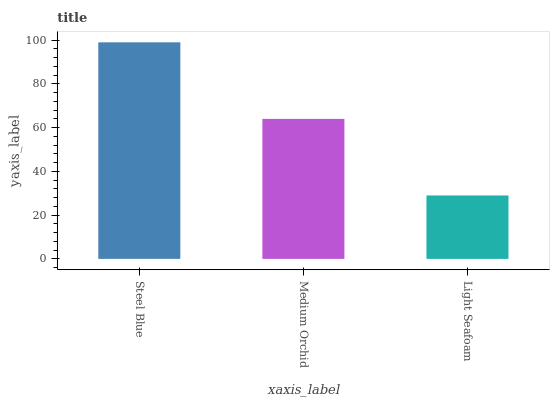 title
yaxis_label
100
80
60
40
20
0
Steel Blue
Medium Orchid
Light Seafoam
xaxis_label